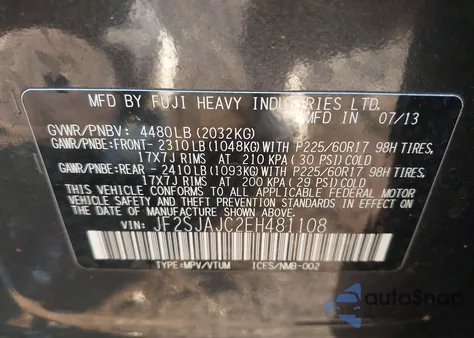 MFD BY FUJI HEAVY INDUSTRIES LTD. 07/13
GVWR/PNBV: 4480LB(2032KG)
GAWR/PNBE:FRONT- 2310LB(1048KG)WITH P225/60R17 98H TIRES,
17X7J RIMS AT 210 KPA(30 PSI)COLD
GAWR/PNBE:REAR - 2410LB(1093KG)WITH P225/60R17 98H TIRES,
17X7J RIMS AT 200 KPA(29 PSI)COLD
THIS VEHICLE CONFORMS TO ALL APPLICABLE FEDERAL MOTOR
VEHICLE SAFETY AND THEFT PREVENTION STANDARDS IN EFFECT
ON THE DATE OF MANUFACTURE SHOWN ABOVE.
VIN: JF2SJAJC2EH481108
TYPE:MPV/VTUM ICES/NMB-002
autoSnap